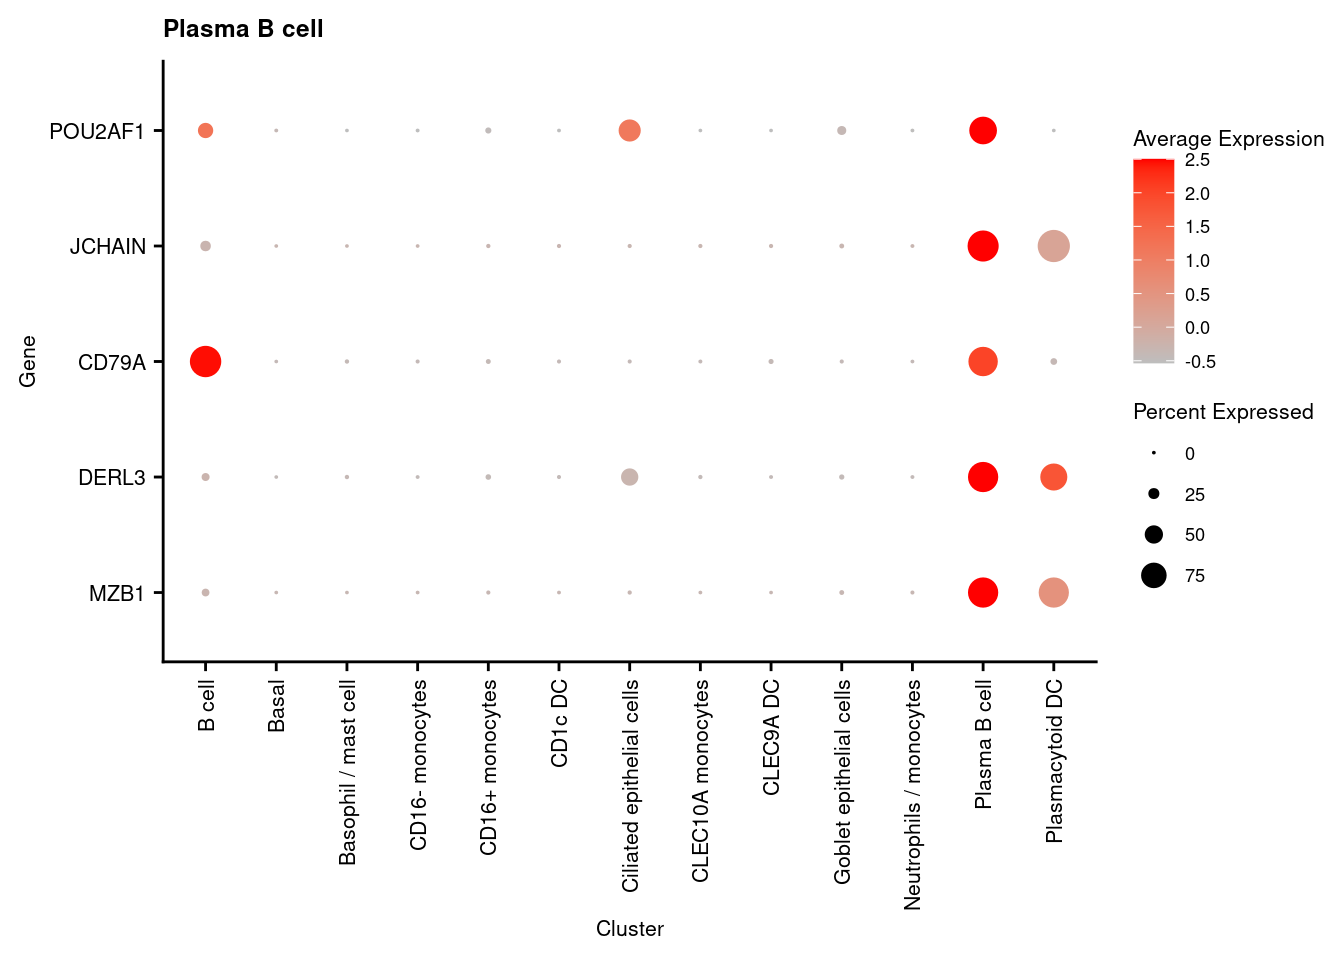 Plasma B cell
Gene
POU2AF1
JCHAIN
CD79A
DERL3
MZB1
B cell
Basal
Basophil / mast cell
CD16- monocytes
CD16+ monocytes
CD1c DC
Ciliated epithelial cells
CLEC10A monocytes
CLEC9A DC
Goblet epithelial cells
Neutrophils / monocytes
Plasma B cell
Plasmacytoid DC
Cluster
Average Expression
2.5
2.0
1.5
1.0
0.5
0.0
-0.5
Percent Expressed
0
25
50
75